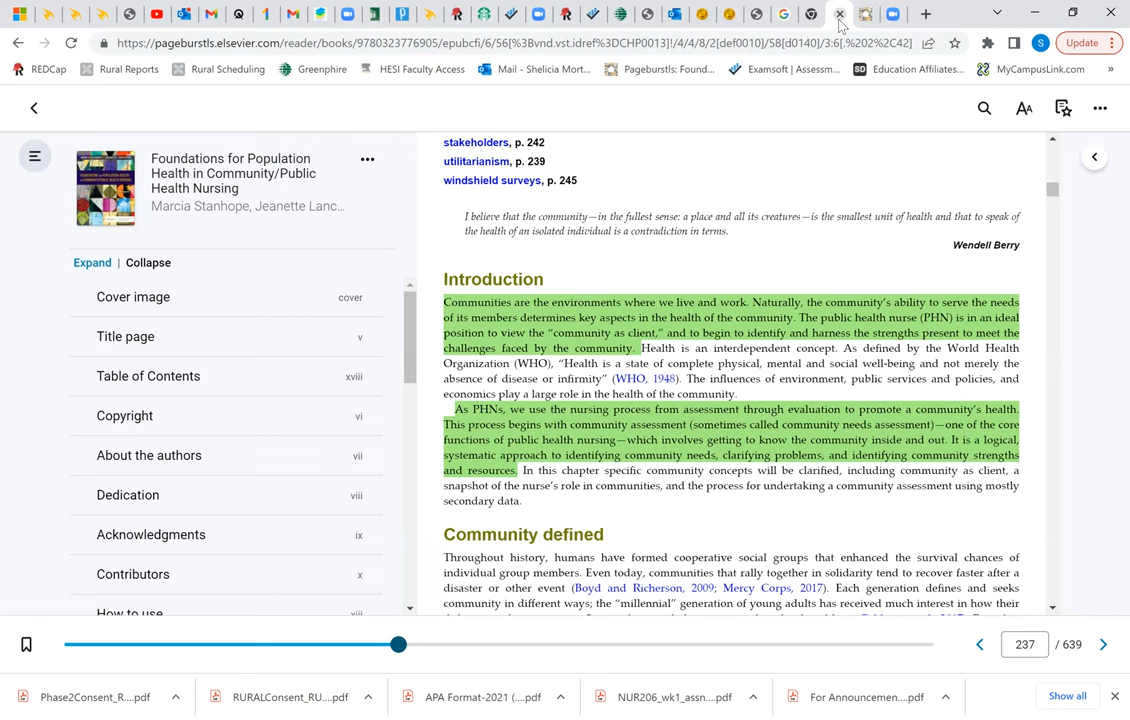 https://pageburstls.elsevier.com/reader/books/9780323776905/epubcfi/6/56[%3Bvnd.vst.idref%3DCHP0013]!/4/4/8/2[def0010]/58[d0140]/3:6[.%202%2C42]
S
Update
REDCap
Rural Reports
Rural Scheduling
Greenphire
HESI Faculty Access
Mail - Shelicia Mort...
Pageburstls: Found...
Examsoft | Assessm...
SD
Education Affiliates...
MyCampusLink.com
»
Foundations for Population
Health in Community/Public
Health Nursing
Marcia Stanhope, Jeanette Lanc...
Expand | Collapse
Cover image cover
Title page v
Table of Contents xviii
Copyright vi
About the authors vii
Dedication viii
Acknowledgments ix
Contributors x
How to use xiii
stakeholders, p. 242
utilitarianism, p. 239
windshield surveys, p. 245
I believe that the community—in the fullest sense: a place and all its creatures—is the smallest unit of health and that to speak of
the health of an isolated individual is a contradiction in terms.
Wendell Berry
Introduction
Communities are the environments where we live and work. Naturally, the community's ability to serve the needs
of its members determines key aspects in the health of the community. The public health nurse (PHN) is in an ideal
position to view the "community as client," and to begin to identify and harness the strengths present to meet the
challenges faced by the community. Health is an interdependent concept. As defined by the World Health
Organization (WHO), "Health is a state of complete physical, mental and social well-being and not merely the
absence of disease or infirmity" (WHO, 1948). The influences of environment, public services and policies, and
economics play a large role in the health of the community.
As PHNs, we use the nursing process from assessment through evaluation to promote a community's health.
This process begins with community assessment (sometimes called community needs assessment)—one of the core
functions of public health nursing—which involves getting to know the community inside and out. It is a logical,
systematic approach to identifying community needs, clarifying problems, and identifying community strengths
and resources. In this chapter specific community concepts will be clarified, including community as client, a
snapshot of the nurse's role in communities, and the process for undertaking a community assessment using mostly
secondary data.
Community defined
Throughout history, humans have formed cooperative social groups that enhanced the survival chances of
individual group members. Even today, communities that rally together in solidarity tend to recover faster after a
disaster or other event (Boyd and Richerson, 2009; Mercy Corps, 2017). Each generation defines and seeks
community in different ways; the "millennial" generation of young adults has received much interest in how their
237 / 639
Phase2Consent_R....pdf
RURALConsent_RU....pdf
APA Format-2021 (....pdf
NUR206_wk1_assn....pdf
For Announcemen....pdf
Show all